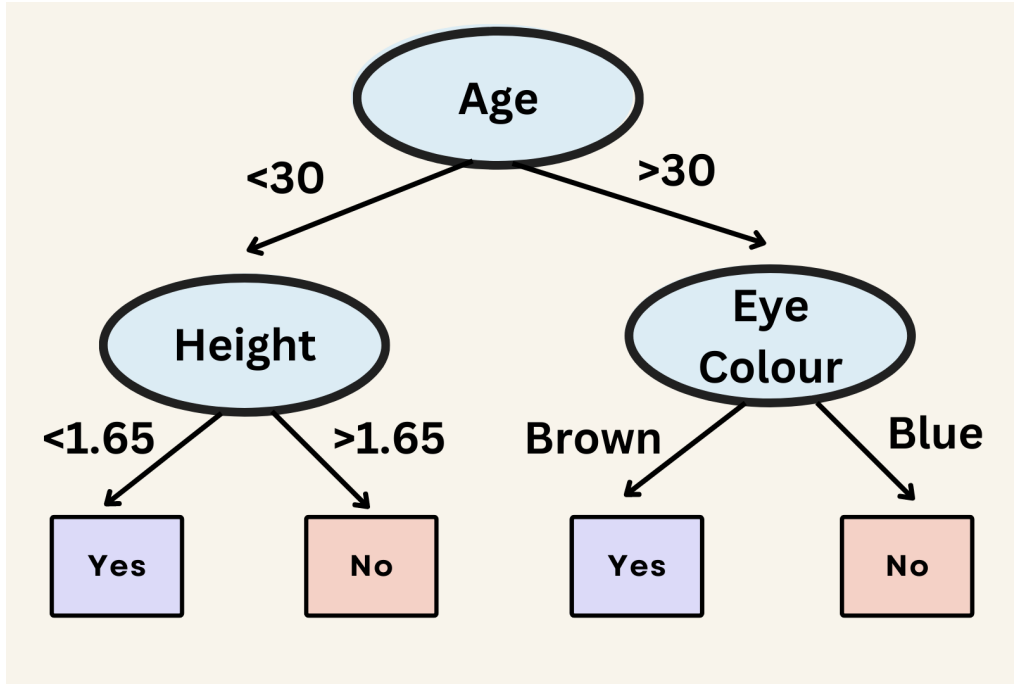 Age
<30
>30
Height
Eye
Colour
<1.65
>1.65
Brown
Blue
Yes
No
Yes
No